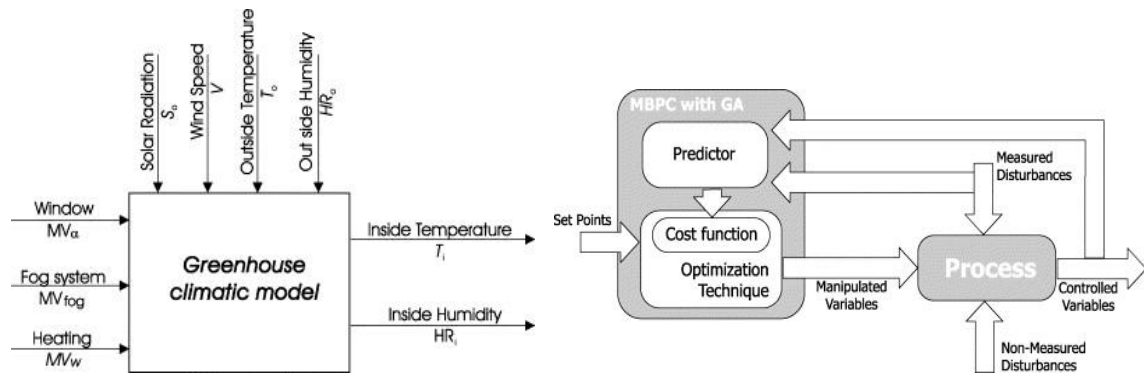 Solar Radiation
Sₒ
Wind Speed
V
Outside Temperature
Tₒ
Out side Humidity
HRₒ
Window
MVα
Fog system
MVfog
Heating
MVw
Greenhouse
climatic model
Inside Temperature
Tᵢ
Inside Humidity
HRᵢ
MBPC with GA
Predictor
Set Points
Cost function
Optimization
Technique
Manipulated
Variables
Measured
Disturbances
Process
Controlled
Variables
Non-Measured
Disturbances